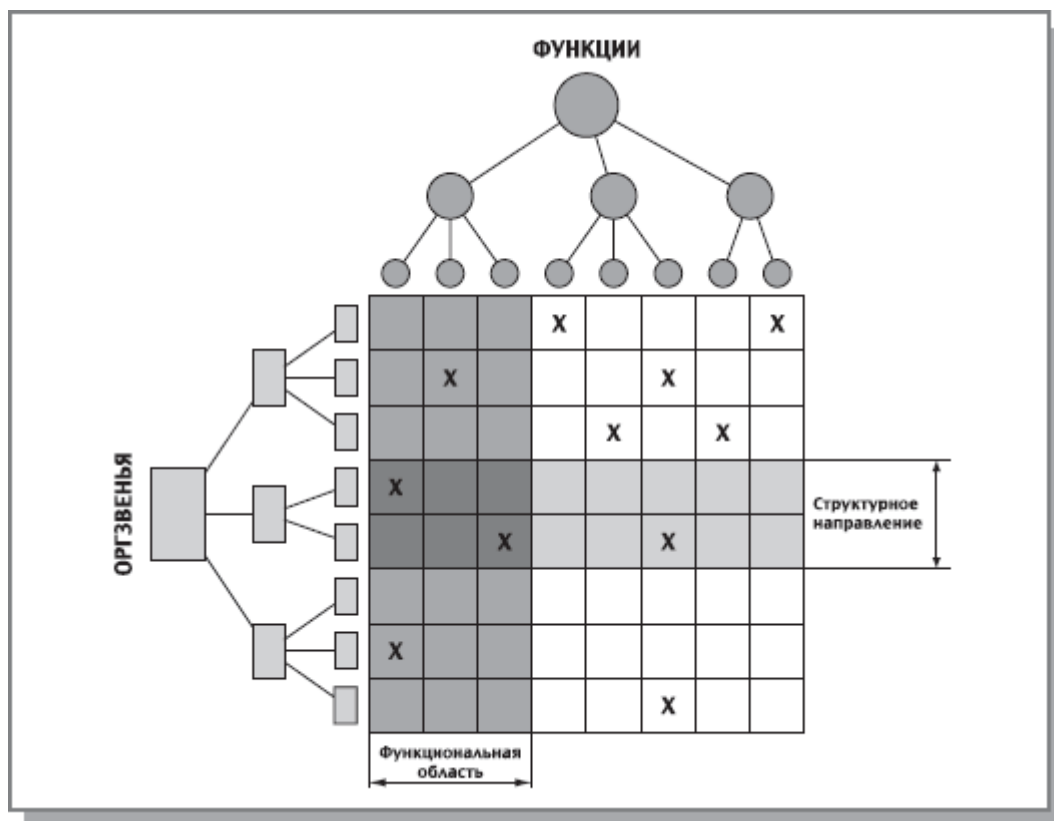 ФУНКЦИИ
ОРГЗВЕНЬЯ
X X
X X
X X
X
X X
X
X
Структурное
направление
Функциональная
область